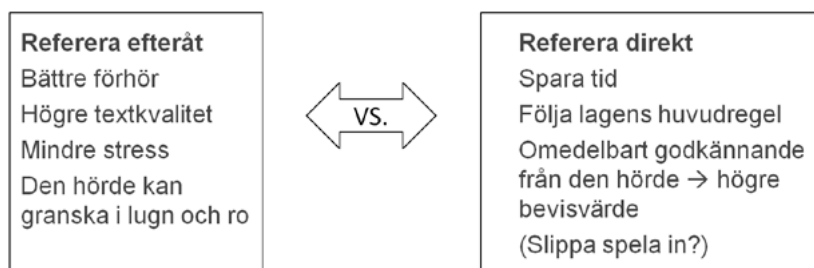 Referera efteråt
Bättre förhör
Högre textkvalitet
Mindre stress
Den hörde kan
granska i lugn och ro
VS.
Referera direkt
Spara tid
Följa lagens huvudregel
Omedelbart godkännande
från den hörde → högre
bevisvärde
(Slippa spela in?)